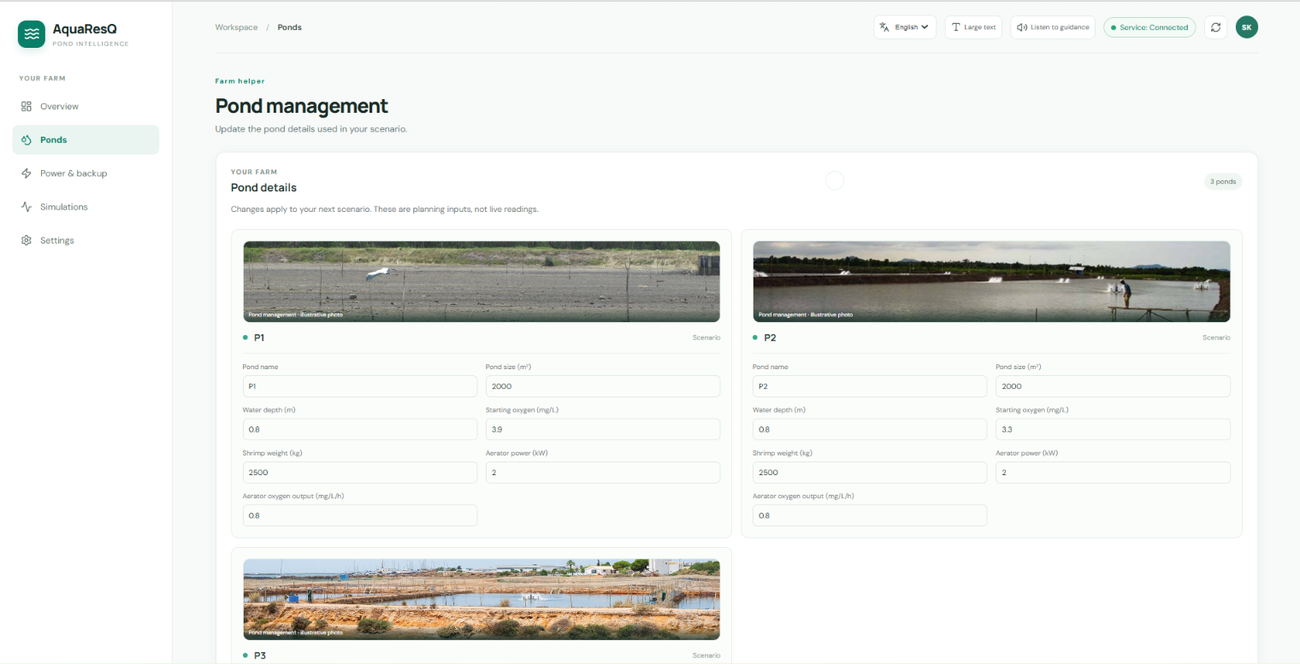 AquaResQ
POND INTELLIGENCE
YOUR FARM
Overview
Ponds
Power & backup
Simulations
Settings
Workspace / Ponds
English
Large text
Listen to guidance
Service: Connected
SK
Farm helper
Pond management
Update the pond details used in your scenario.
YOUR FARM
Pond details
3 ponds
Changes apply to your next scenario. These are planning inputs, not live readings.
Pond management · illustrative photo
P1 Scenario
Pond name Pond size (m²)
P1 2000
Water depth (m) Starting oxygen (mg/L)
0.8 3.9
Shrimp weight (kg) Aerator power (kW)
2500 2
Aerator oxygen output (mg/L/h)
0.8
Pond management · illustrative photo
P2 Scenario
Pond name Pond size (m²)
P2 2000
Water depth (m) Starting oxygen (mg/L)
0.8 3.3
Shrimp weight (kg) Aerator power (kW)
2500 2
Aerator oxygen output (mg/L/h)
0.8
Pond management · illustrative photo
P3 Scenario